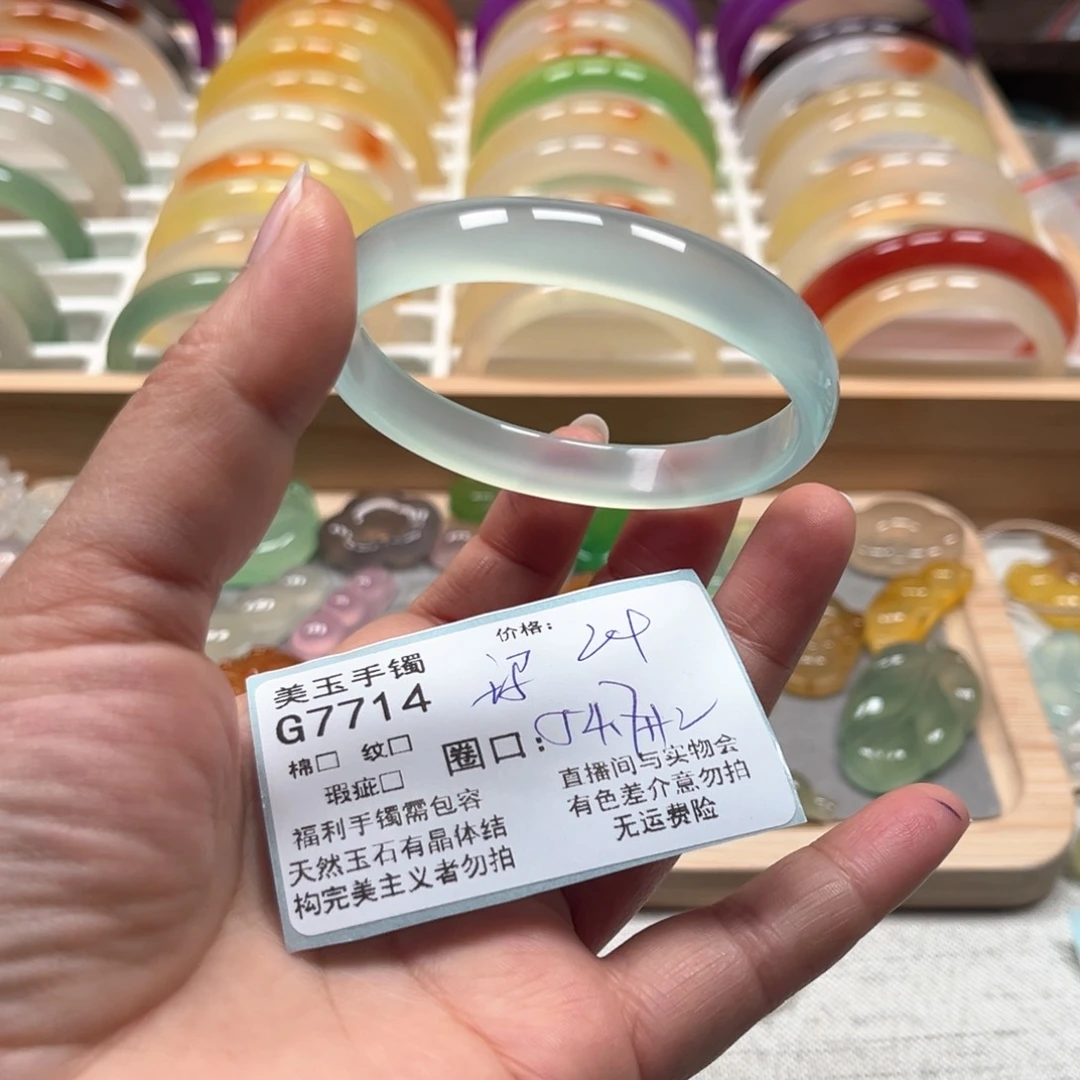 价格:
美玉手镯
G7714
棉□ 纹□ 圈口: 54.7
瑕疵□
福利手镯需包容
天然玉石有晶体结
构完美主义者勿拍
直播间与实物会
有色差介意勿拍
无运费险